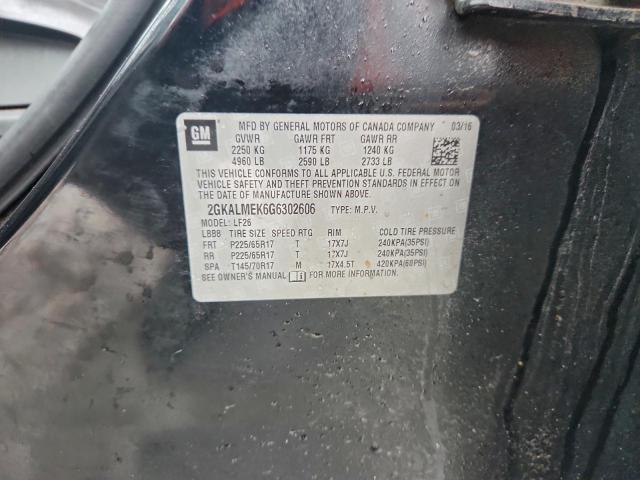 GM MFD BY GENERAL MOTORS OF CANADA COMPANY 03/16
GVWR GAWR FRT GAWR RR
2250 KG 1175 KG 1240 KG
4960 LB 2590 LB 2733 LB
THIS VEHICLE CONFORMS TO ALL APPLICABLE U.S. FEDERAL MOTOR
VEHICLE SAFETY AND THEFT PREVENTION STANDARDS IN EFFECT ON
THE DATE OF MANUFACTURE SHOWN ABOVE.
2GKALMEK6G6302606 TYPE: M.P.V.
MODEL: LF26
LBB8 TIRE SIZE SPEED RTG RIM COLD TIRE PRESSURE
FRT P225/65R17 T 17X7J 240KPA(35PSI)
RR P225/65R17 T 17X7J 240KPA(35PSI)
SPA T145/70R17 M 17X4.5T 420KPA(60PSI)
SEE OWNER'S MANUAL FOR MORE INFORMATION.